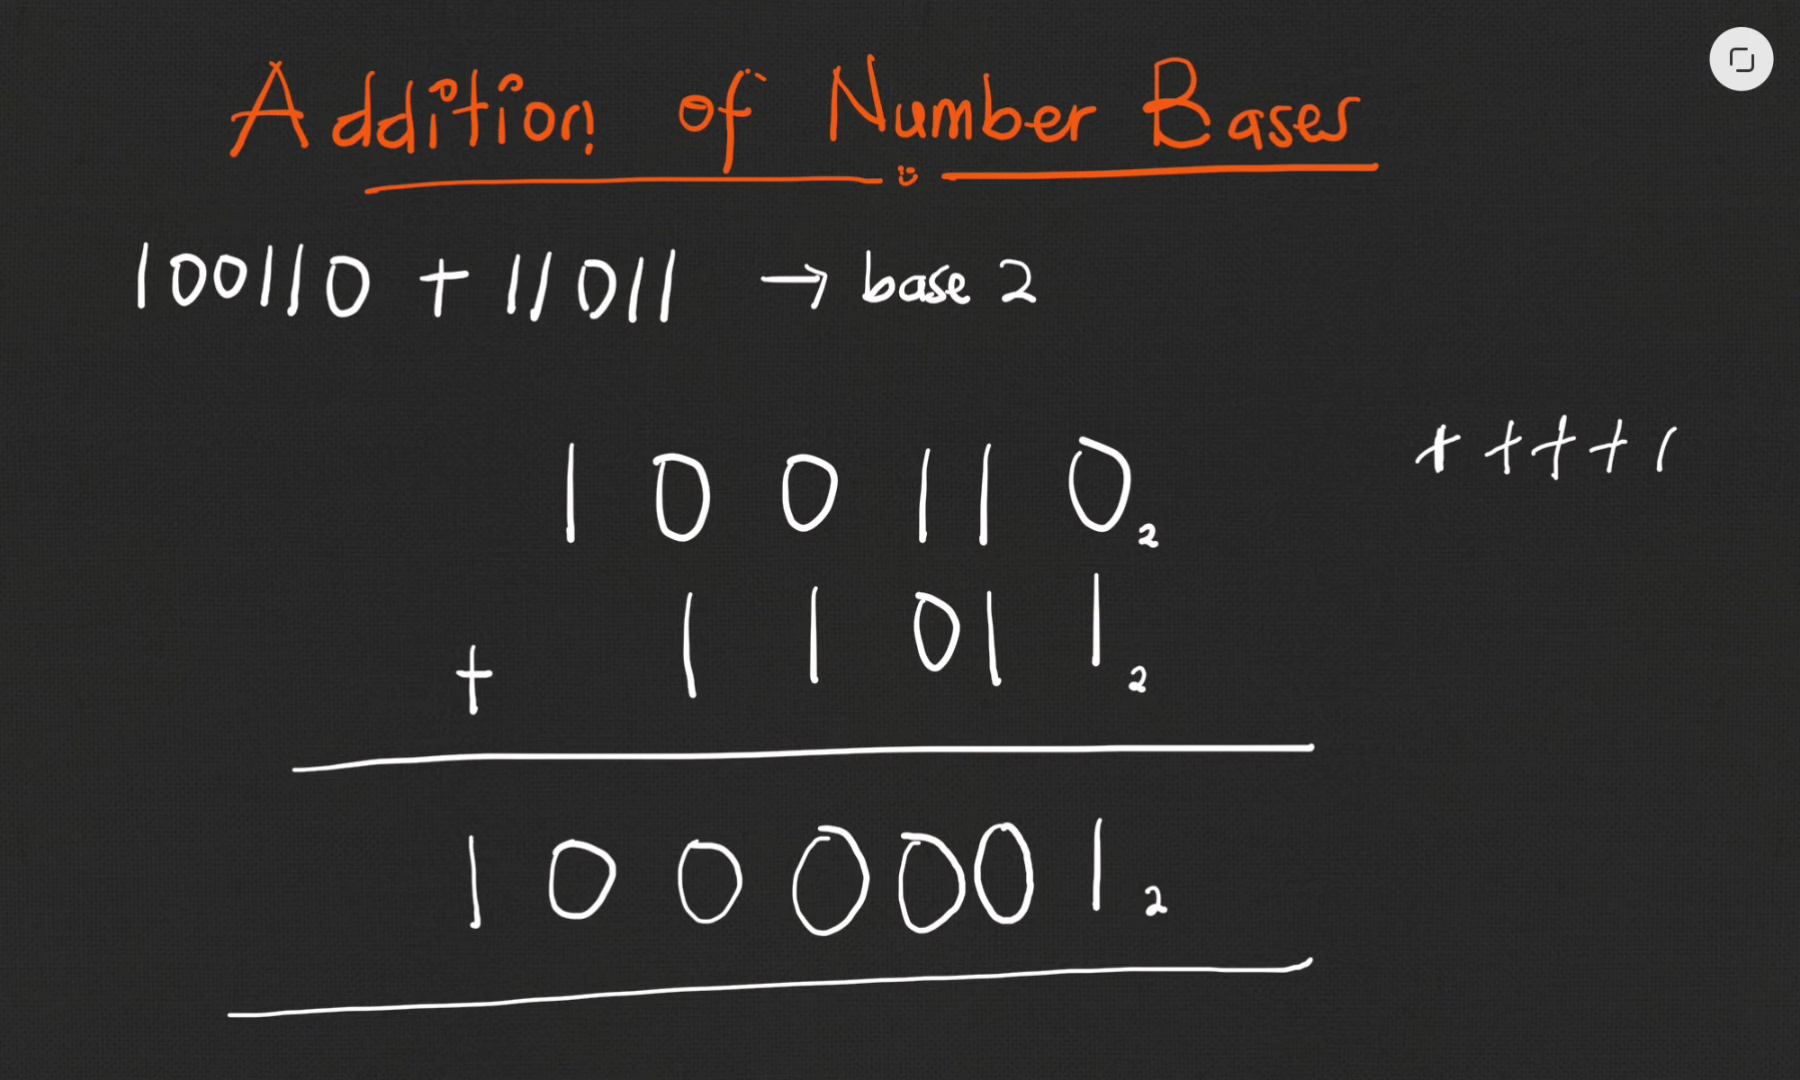 Addition of Number Bases
100110 + 11011 → base 2
1 0 0 1 1 0₂
+ 1 1 0 1 1₂
1 0 0 0 0 0 1₂